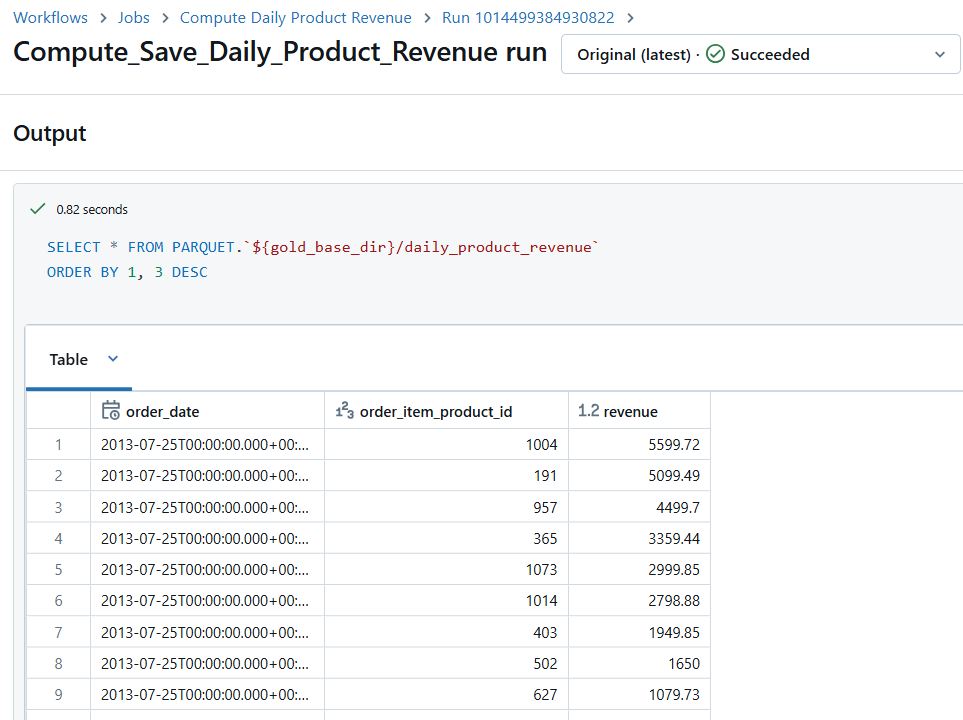 Workflows > Jobs > Compute Daily Product Revenue > Run 1014499384930822 >
Compute_Save_Daily_Product_Revenue run
Original (latest) · Succeeded
Output
0.82 seconds
SELECT * FROM PARQUET.`${gold_base_dir}/daily_product_revenue`
ORDER BY 1, 3 DESC
Table
order_date 123 order_item_product_id 1.2 revenue
1 2013-07-25T00:00:00.000+00:... 1004 5599.72
2 2013-07-25T00:00:00.000+00:... 191 5099.49
3 2013-07-25T00:00:00.000+00:... 957 4499.7
4 2013-07-25T00:00:00.000+00:... 365 3359.44
5 2013-07-25T00:00:00.000+00:... 1073 2999.85
6 2013-07-25T00:00:00.000+00:... 1014 2798.88
7 2013-07-25T00:00:00.000+00:... 403 1949.85
8 2013-07-25T00:00:00.000+00:... 502 1650
9 2013-07-25T00:00:00.000+00:... 627 1079.73